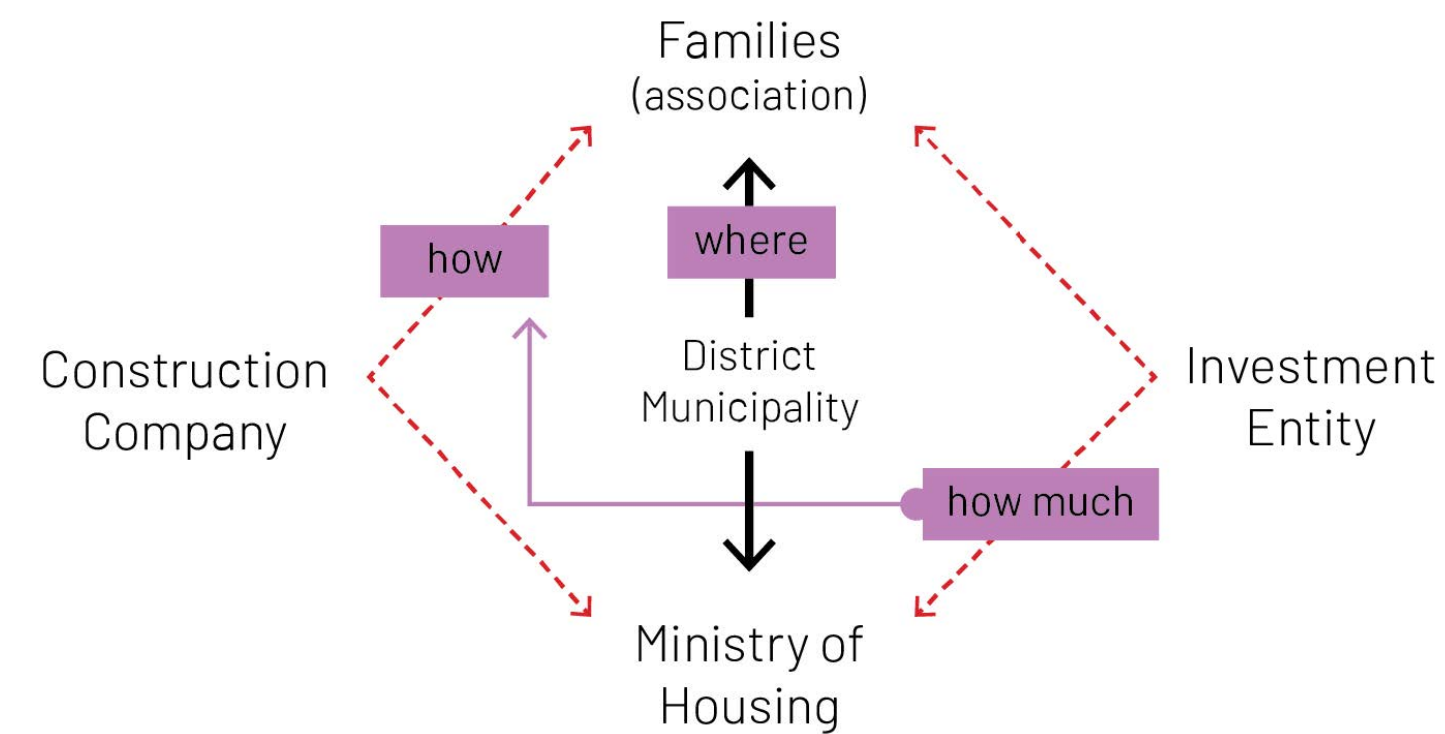 Families
(association)
where
how
District
Municipality
Construction
Company
Investment
Entity
how much
Ministry of
Housing